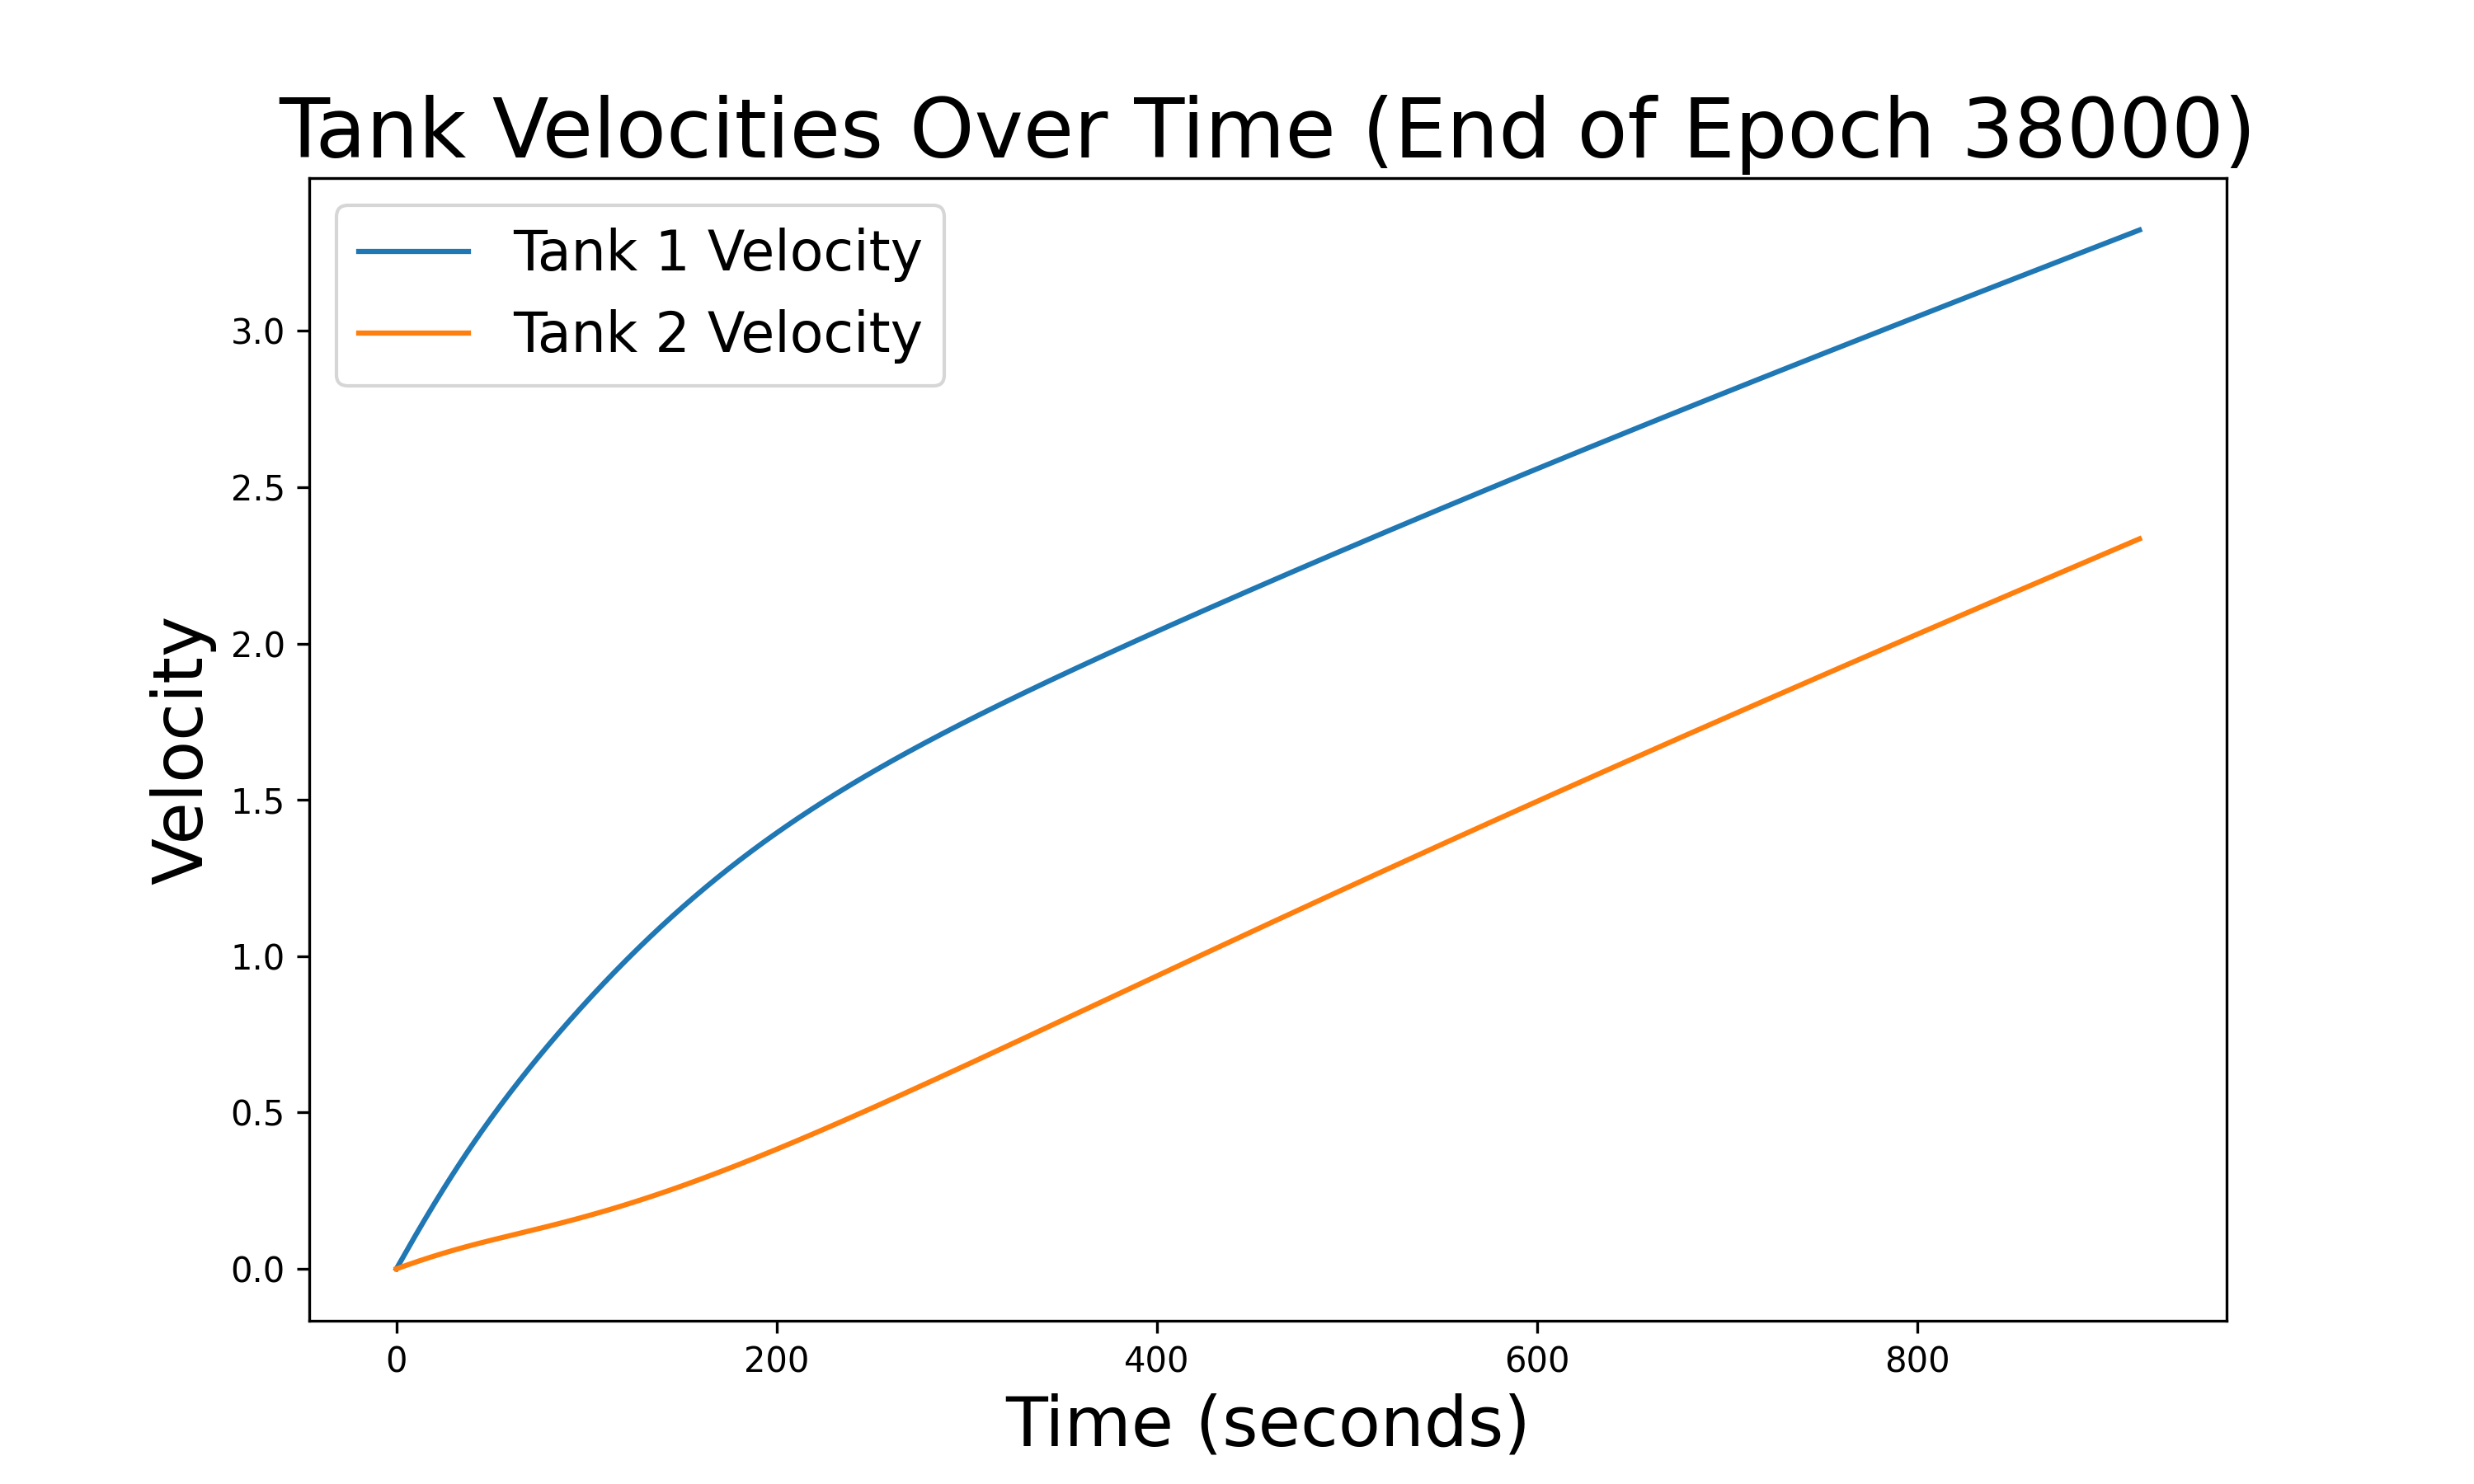 Tank Velocities Over Time (End of Epoch 38000)
Tank 1 Velocity
Tank 2 Velocity
Velocity
3.0
2.5
2.0
1.5
1.0
0.5
0.0
0 200 400 600 800
Time (seconds)